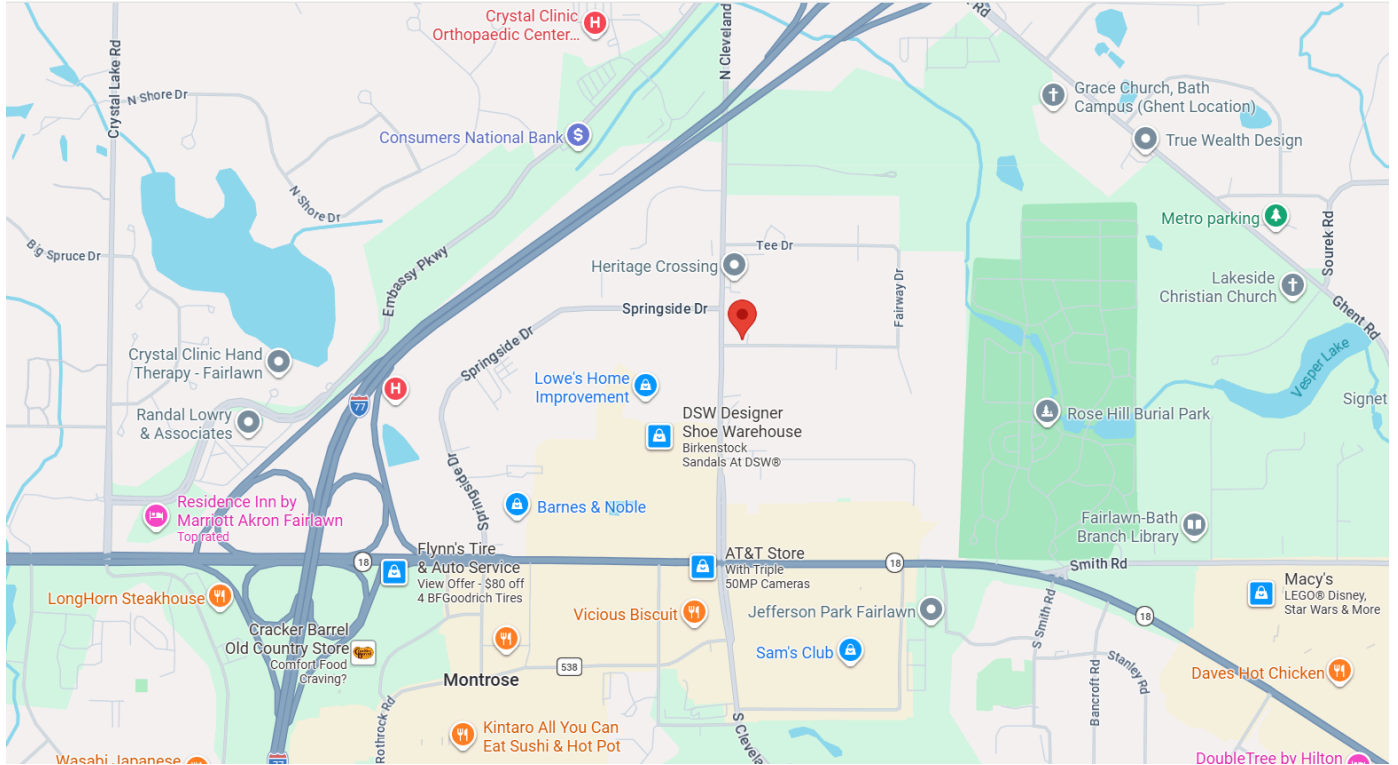 Crystal Clinic
Orthopaedic Center...
H
N Cleveland
Rd
Crystal Lake Rd
N Shore Dr
Grace Church, Bath
Campus (Ghent Location)
Consumers National Bank
$
True Wealth Design
N Shore Dr
Metro parking
Sourek Rd
Big Spruce Dr
Embassy Pkwy
Tee Dr
Heritage Crossing
Fairway Dr
Lakeside
Christian Church
Ghent Rd
Springside Dr
Springside Dr
Crystal Clinic Hand
Therapy - Fairlawn
Vesper Lake
Lowe's Home
Improvement
H
77
Signet
Randal Lowry
& Associates
DSW Designer
Shoe Warehouse
Birkenstock
Sandals At DSW®
Rose Hill Burial Park
Springside Dr
Residence Inn by
Marriott Akron Fairlawn
Top rated
Barnes & Noble
Fairlawn-Bath
Branch Library
18
Flynn's Tire
& Auto Service
View Offer - $80 off
4 BFGoodrich Tires
AT&T Store
With Triple
50MP Cameras
18
Smith Rd
Macy's
LEGO® Disney,
Star Wars & More
LongHorn Steakhouse
Vicious Biscuit
Jefferson Park Fairlawn
18
S Smith Rd
Cracker Barrel
Old Country Store
Comfort Food
Craving?
Sam's Club
538
Montrose
Stanley Rd
Bancroft Rd
Daves Hot Chicken
Rothrock Rd
Kintaro All You Can
Eat Sushi & Hot Pot
S Clevela
Wasabi Japanese
77
DoubleTree by Hilton